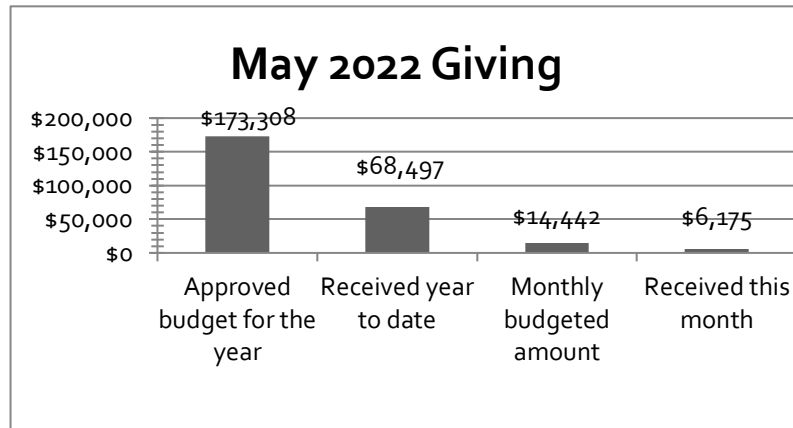 May 2022 Giving
$200,000
$150,000
$100,000
$50,000
$0
$173,308
$68,497
$14,442
$6,175
Approved
budget for the
year
Received year
to date
Monthly
budgeted
amount
Received this
month